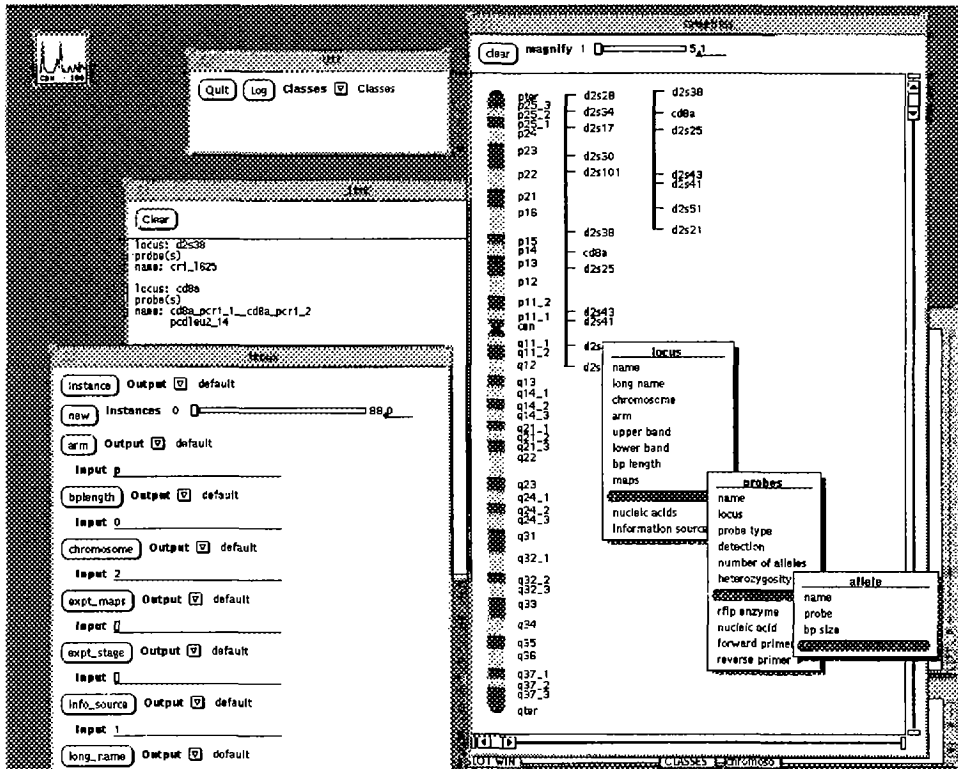 Quit Log Classes Classes
Clear
locus: d2s38
probe(s)
name: cri_1625
locus: cd8a
probe(s)
name: cd8a_pcr1_1__cd8a_pcr1_2
pcdleu2_14
locus
instance Output default
new Instances 0 88
arm Output default
Input p
bplength Output default
Input 0
chromosome Output default
Input 2
expt_maps Output default
Input
expt_stage Output default
Input
info_source Output default
Input 1
long_name Output default
clear magnify 1 5
pter
p25_3
p25_2
p25_1
p24
p23
p22
p21
p16
p15
p14
p13
p12
p11_2
p11_1
cen
q11_1
q11_2
q12
q13
q14_1
q14_2
q14_3
q21_1
q21_2
q21_3
q22
q23
q24_1
q24_2
q24_3
q31
q32_1
q32_2
q32_3
q33
q34
q35
q36
q37_1
q37_2
q37_3
qter
d2s28
d2s34
d2s17
d2s30
d2s101
d2s38
cd8a
d2s25
d2s43
d2s41
d2s
d2s
d2s38
cd8a
d2s25
d2s43
d2s41
d2s51
d2s21
locus
name
long name
chromosome
arm
upper band
lower band
bp length
maps
nucleic acids
information source
probes
name
locus
probe type
detection
number of alleles
heterozygosity
rflp enzyme
nucleic acid
forward primer
reverse primer
allele
name
probe
bp size
CLASSES